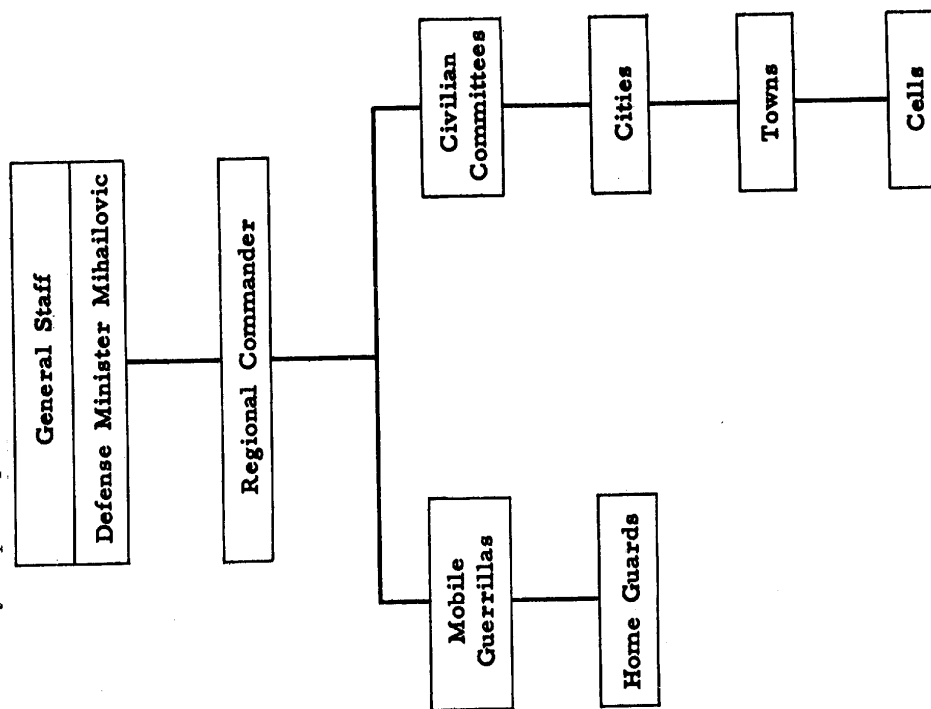 General Staff
Defense Minister Mihailovic
Regional Commander
Mobile
Guerrillas
Home Guards
Civilian
Committees
Cities
Towns
Cells